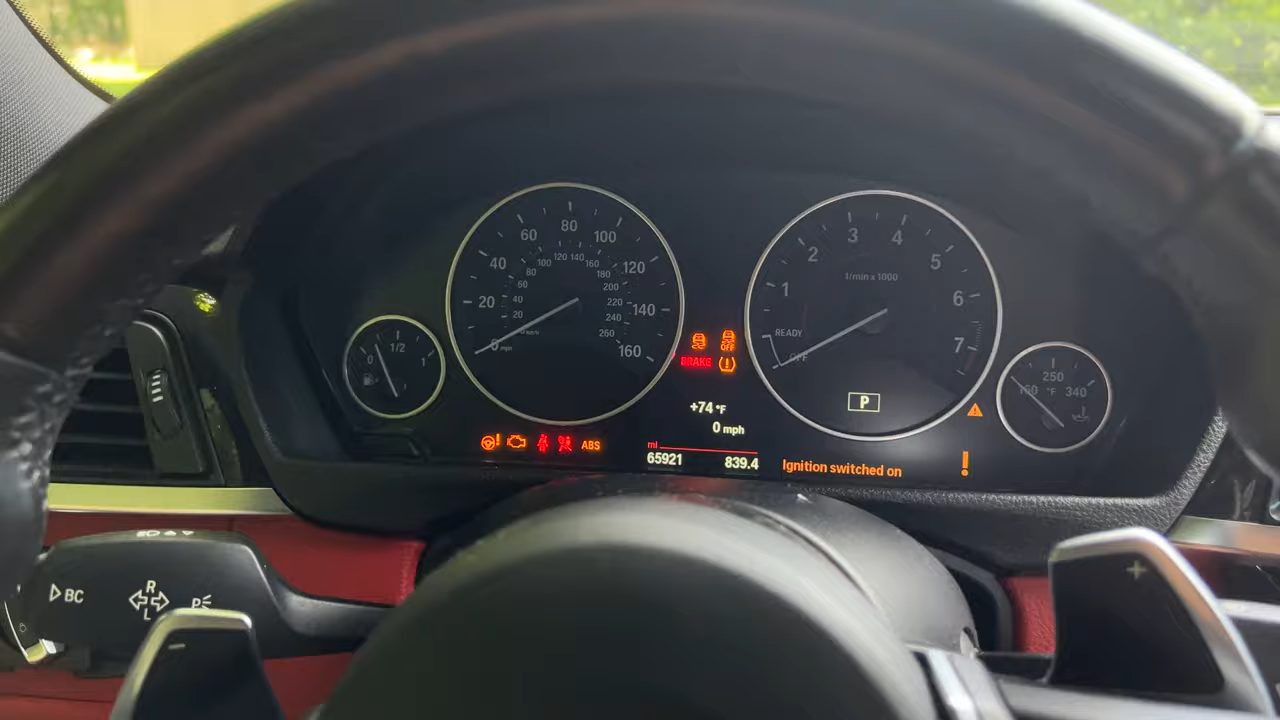 20
40
60
80
100
120
140
160
20
40
60
80
100
120
140
160
180
200
220
240
260
0 mph
0
1/2
1
1
2
3
4
5
6
7
1/min x 1000
READY
OFF
P
250
160
°F
340
OFF
BRAKE
+74 °F
0 mph
ABS
mi
65921
839.4
Ignition switched on
BC
R
L
P
-
+